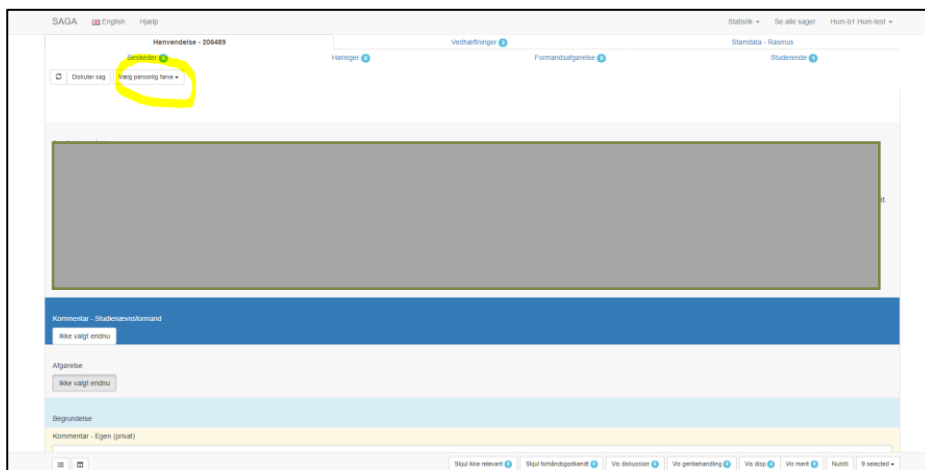 SAGA English Hjælp Statistik Se alle sager Hum-tr1 Hum-test
Henvendelse - 206489 Vedhæftninger Stamdata - Rasmus
Beskeder Høringer Formandsafgørelse Studerende
Diskuter sag Vælg personlig farve
d.
Kommentar - Studienævnsformand
Ikke valgt endnu
Afgørelse
Ikke valgt endnu
Begrundelse
Kommentar - Egen (privat)
Skjul ikke relevant Skjul forhåndsgodkendt Vis diskussion Vis genbehandling Vis disp Vis merit Nulstil 9 selected